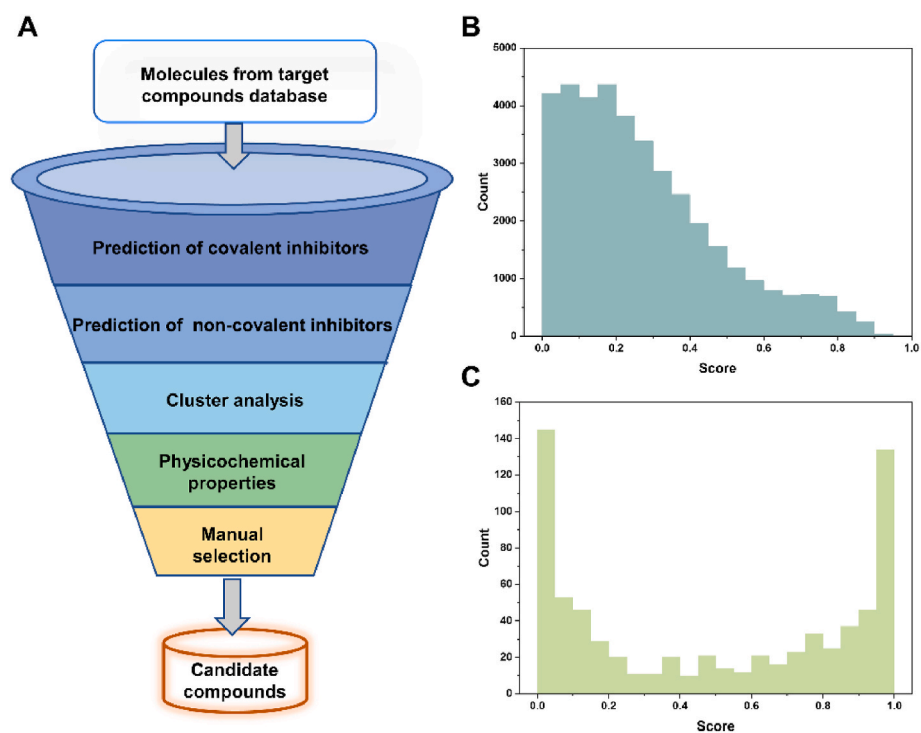 A
Molecules from target
compounds database
Prediction of covalent inhibitors
Prediction of non-covalent inhibitors
Cluster analysis
Physicochemical
properties
Manual
selection
Candidate
compounds
B
5000
4000
3000
2000
1000
0
Count
0.0 0.2 0.4 0.6 0.8 1.0
Score
C
160
140
120
100
80
60
40
20
0
Count
0.0 0.2 0.4 0.6 0.8 1.0
Score